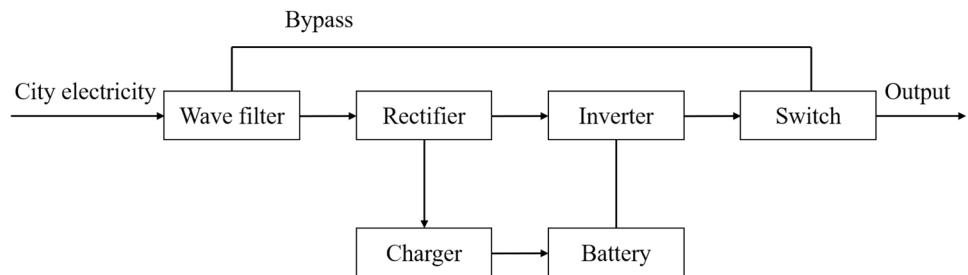 Bypass
City electricity
Wave filter
Rectifier
Inverter
Switch
Output
Charger
Battery